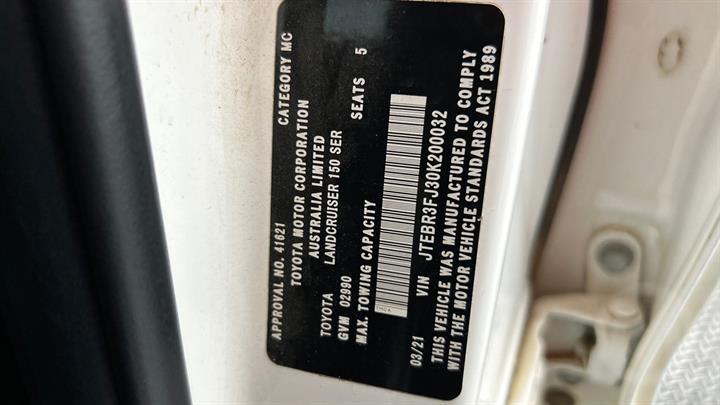 APPROVAL NO. 41621 CATEGORY MC
TOYOTA MOTOR CORPORATION
AUSTRALIA LIMITED
TOYOTA LANDCRUISER 150 SER
GVM 02990 SEATS 5
MAX. TOWING CAPACITY
03/21 VIN JTEBR3FJ30K200032
THIS VEHICLE WAS MANUFACTURED TO COMPLY
WITH THE MOTOR VEHICLE STANDARDS ACT 1989